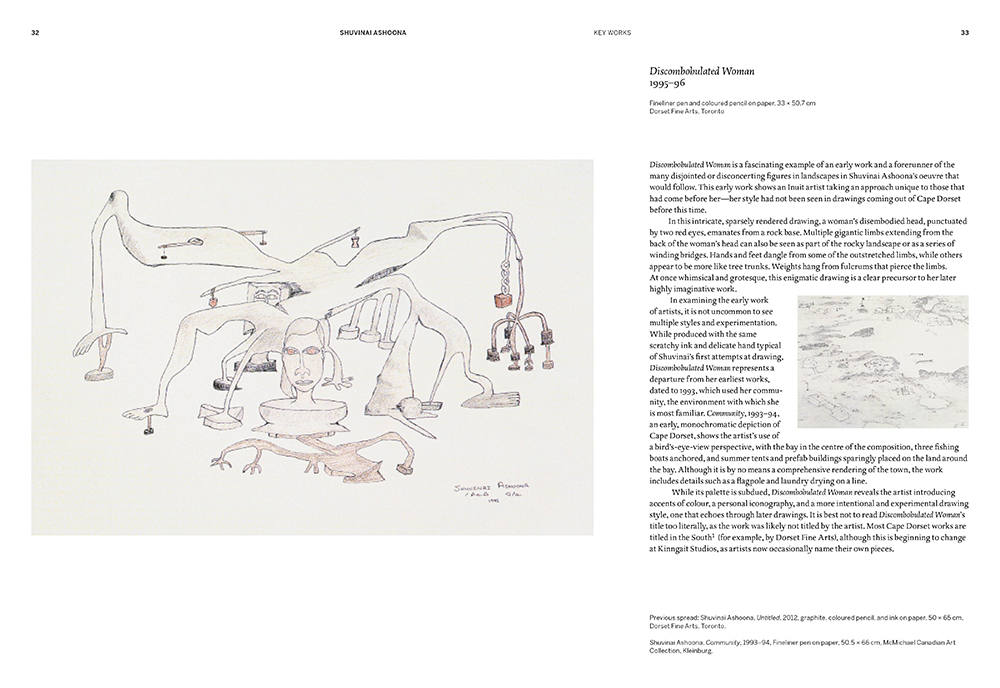 32
SHUVINAI ASHOONA
KEY WORKS
33
Discombobulated Woman
1995–96
Fineliner pen and coloured pencil on paper, 33 × 50.7 cm
Dorset Fine Arts, Toronto
Discombobulated Woman is a fascinating example of an early work and a forerunner of the
many disjointed or disconcerting figures in landscapes in Shuvinai Ashoona's oeuvre that
would follow. This early work shows an Inuit artist taking an approach unique to those that
had come before her—her style had not been seen in drawings coming out of Cape Dorset
before this time.
In this intricate, sparsely rendered drawing, a woman's disembodied head, punctuated
by two red eyes, emanates from a rock base. Multiple gigantic limbs extending from the
back of the woman's head can also be seen as part of the rocky landscape or as a series of
winding bridges. Hands and feet dangle from some of the outstretched limbs, while others
appear to be more like tree trunks. Weights hang from fulcrums that pierce the limbs.
At once whimsical and grotesque, this enigmatic drawing is a clear precursor to her later
highly imaginative work.
In examining the early work
of artists, it is not uncommon to see
multiple styles and experimentation.
While produced with the same
scratchy ink and delicate hand typical
of Shuvinai's first attempts at drawing,
Discombobulated Woman represents a
departure from her earliest works,
dated to 1993, which used her commu-
nity, the environment with which she
is most familiar. Community, 1993–94,
an early, monochromatic depiction of
Cape Dorset, shows the artist's use of
a bird's-eye-view perspective, with the bay in the centre of the composition, three fishing
boats anchored, and summer tents and prefab buildings sparingly placed on the land around
the bay. Although it is by no means a comprehensive rendering of the town, the work
includes details such as a flagpole and laundry drying on a line.
While its palette is subdued, Discombobulated Woman reveals the artist introducing
accents of colour, a personal iconography, and a more intentional and experimental drawing
style, one that echoes through later drawings. It is best not to read Discombobulated Woman's
title too literally, as the work was likely not titled by the artist. Most Cape Dorset works are
titled in the South¹ (for example, by Dorset Fine Arts), although this is beginning to change
at Kinngait Studios, as artists now occasionally name their own pieces.
Previous spread: Shuvinai Ashoona, Untitled, 2012, graphite, coloured pencil, and ink on paper, 50 × 65 cm,
Dorset Fine Arts, Toronto.
Shuvinai Ashoona, Community, 1993–94, Fineliner pen on paper, 50.5 × 66 cm, McMichael Canadian Art
Collection, Kleinburg.
SHUVINAI ASHOONA